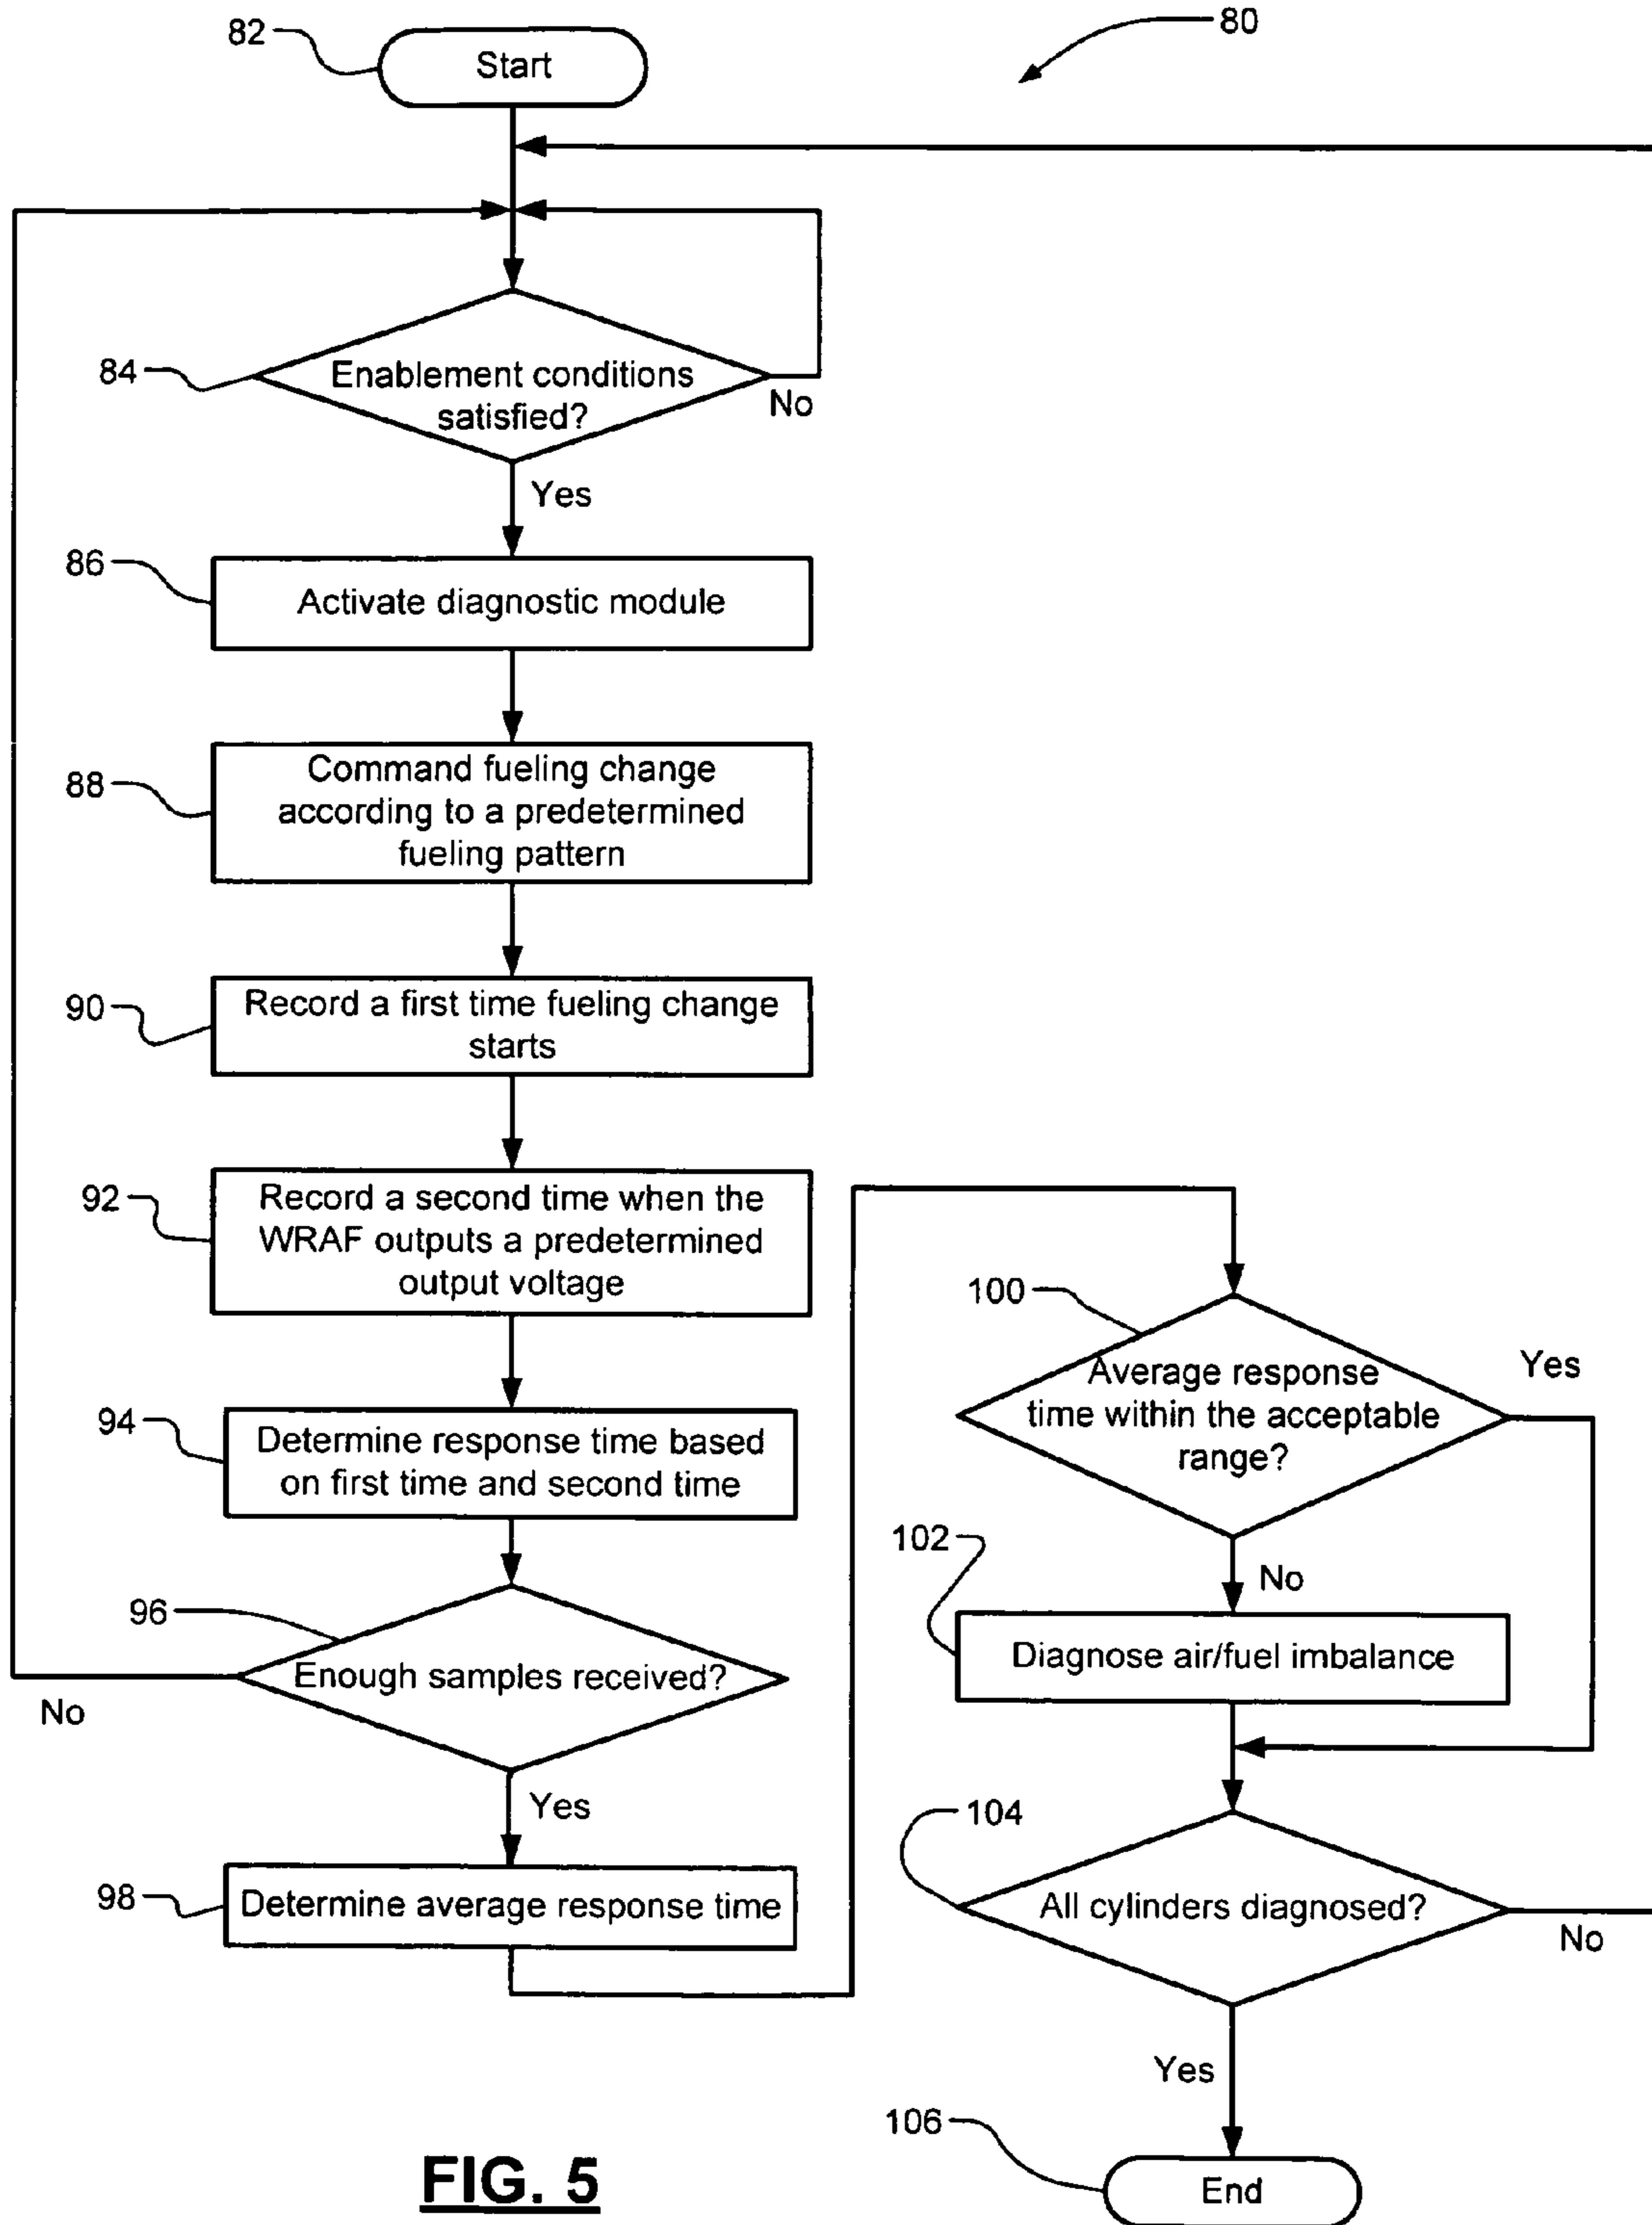 80
82
Start
84
Enablement conditions
satisfied?
No
Yes
86
Activate diagnostic module
88
Command fueling change
according to a predetermined
fueling pattern
90
Record a first time fueling change
starts
92
Record a second time when the
WRAF outputs a predetermined
output voltage
94
Determine response time based
on first time and second time
96
Enough samples received?
No
Yes
98
Determine average response time
100
Average response
time within the acceptable
range?
Yes
No
102
Diagnose air/fuel imbalance
104
All cylinders diagnosed?
No
Yes
106
End
FIG. 5